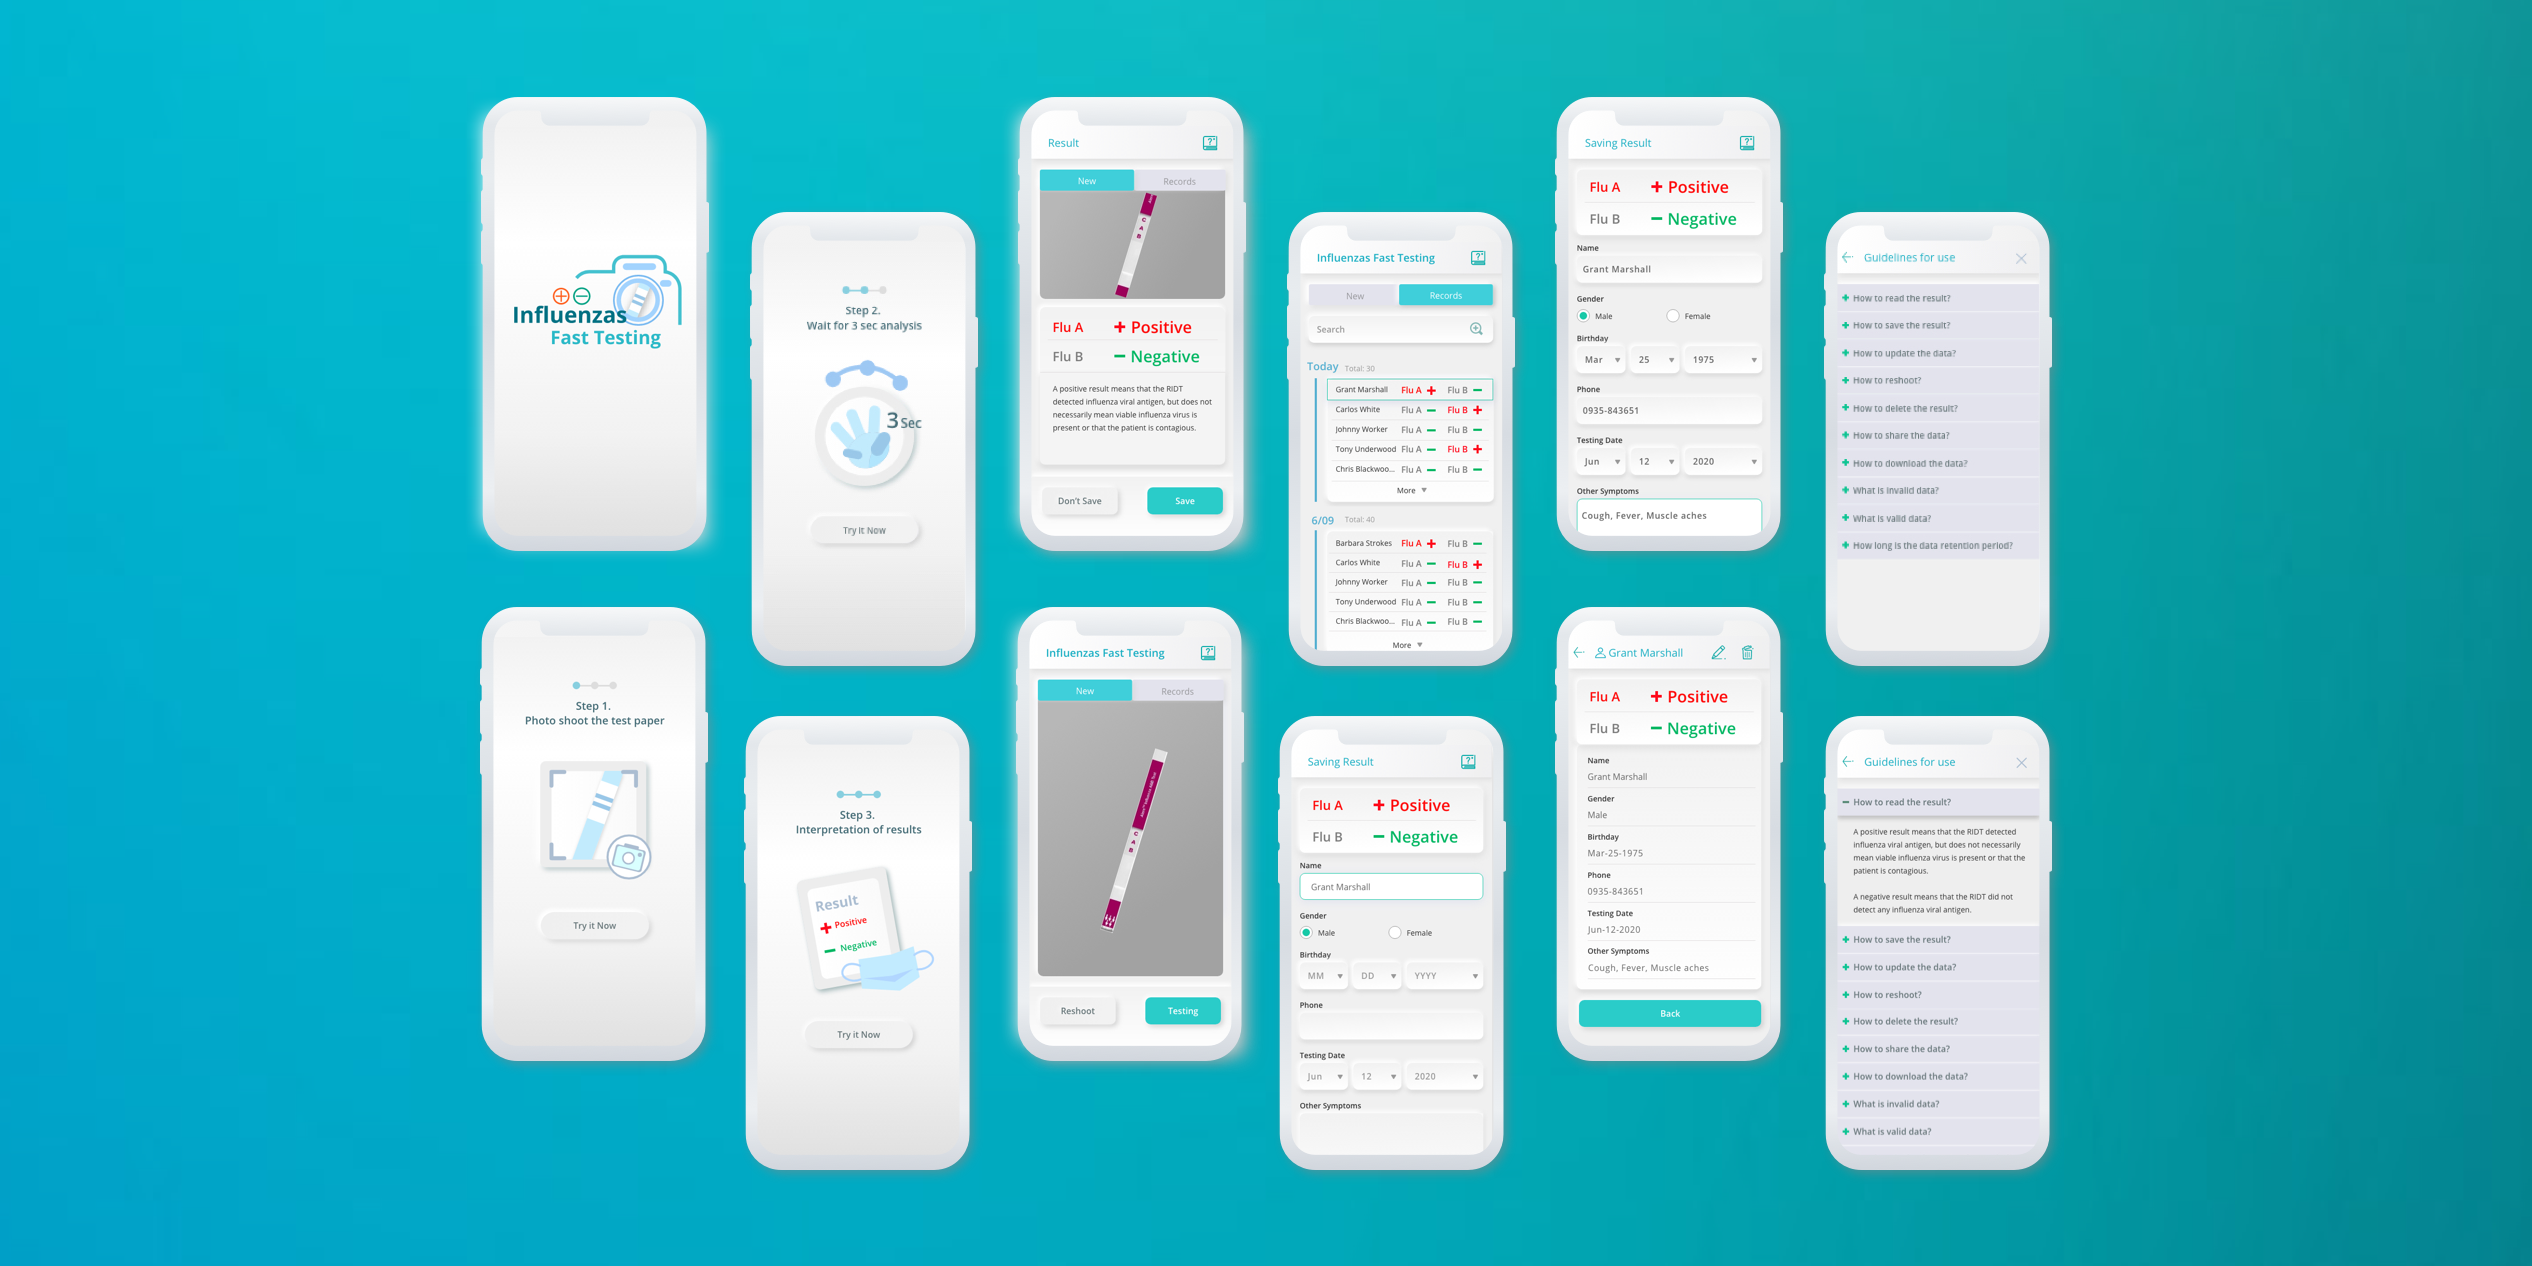 Influenzas
Fast Testing
Step 1.
Photo shoot the test paper
Try it Now
Step 2.
Wait for 3 sec analysis
3 Sec
Try it Now
Step 3.
Interpretation of results
Result
+ Positive
− Negative
Try it Now
Result
New
Records
C
A
B
Flu A + Positive
Flu B − Negative
A positive result means that the RIDT
detected influenza viral antigen, but does not
necessarily mean viable influenza virus is
present or that the patient is contagious.
Don't Save
Save
Influenzas Fast Testing
New
Records
C
A
B
Reshoot
Testing
Influenzas Fast Testing
New
Records
Search
Today Total: 30
Grant Marshall Flu A + Flu B −
Carlos White Flu A − Flu B +
Johnny Worker Flu A − Flu B −
Tony Underwood Flu A − Flu B +
Chris Blackwoo... Flu A − Flu B −
More
6/09 Total: 40
Barbara Strokes Flu A + Flu B −
Carlos White Flu A − Flu B +
Johnny Worker Flu A − Flu B −
Tony Underwood Flu A − Flu B −
Chris Blackwoo... Flu A − Flu B −
More
Saving Result
Flu A + Positive
Flu B − Negative
Name
Grant Marshall
Gender
Male Female
Birthday
MM DD YYYY
Phone
Testing Date
Jun 12 2020
Other Symptoms
Saving Result
Flu A + Positive
Flu B − Negative
Name
Grant Marshall
Gender
Male Female
Birthday
Mar 25 1975
Phone
0935-843651
Testing Date
Jun 12 2020
Other Symptoms
Cough, Fever, Muscle aches
Grant Marshall
Flu A + Positive
Flu B − Negative
Name
Grant Marshall
Gender
Male
Birthday
Mar-25-1975
Phone
0935-843651
Testing Date
Jun-12-2020
Other Symptoms
Cough, Fever, Muscle aches
Back
Guidelines for use
+ How to read the result?
+ How to save the result?
+ How to update the data?
+ How to reshoot?
+ How to delete the result?
+ How to share the data?
+ How to download the data?
+ What is invalid data?
+ What is valid data?
+ How long is the data retention period?
Guidelines for use
− How to read the result?
A positive result means that the RIDT detected
influenza viral antigen, but does not necessarily
mean viable influenza virus is present or that the
patient is contagious.
A negative result means that the RIDT did not
detect any influenza viral antigen.
+ How to save the result?
+ How to update the data?
+ How to reshoot?
+ How to delete the result?
+ How to share the data?
+ How to download the data?
+ What is invalid data?
+ What is valid data?